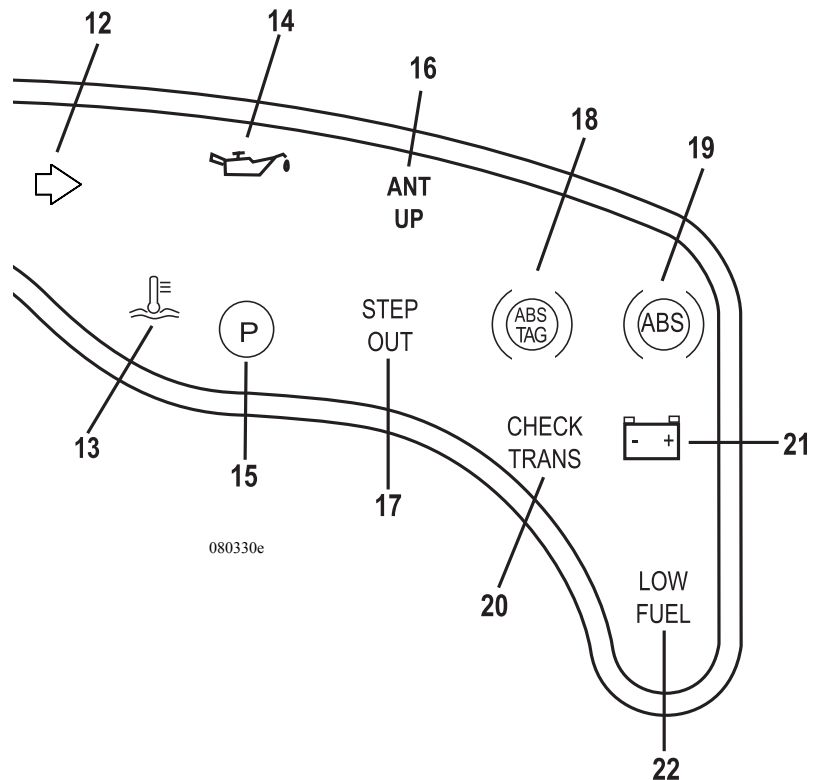 12
14
16
18
19
ANT
UP
STEP
OUT
P
ABS
TAG
ABS
CHECK
TRANS
- +
21
13
15
17
080330e
LOW
FUEL
20
22